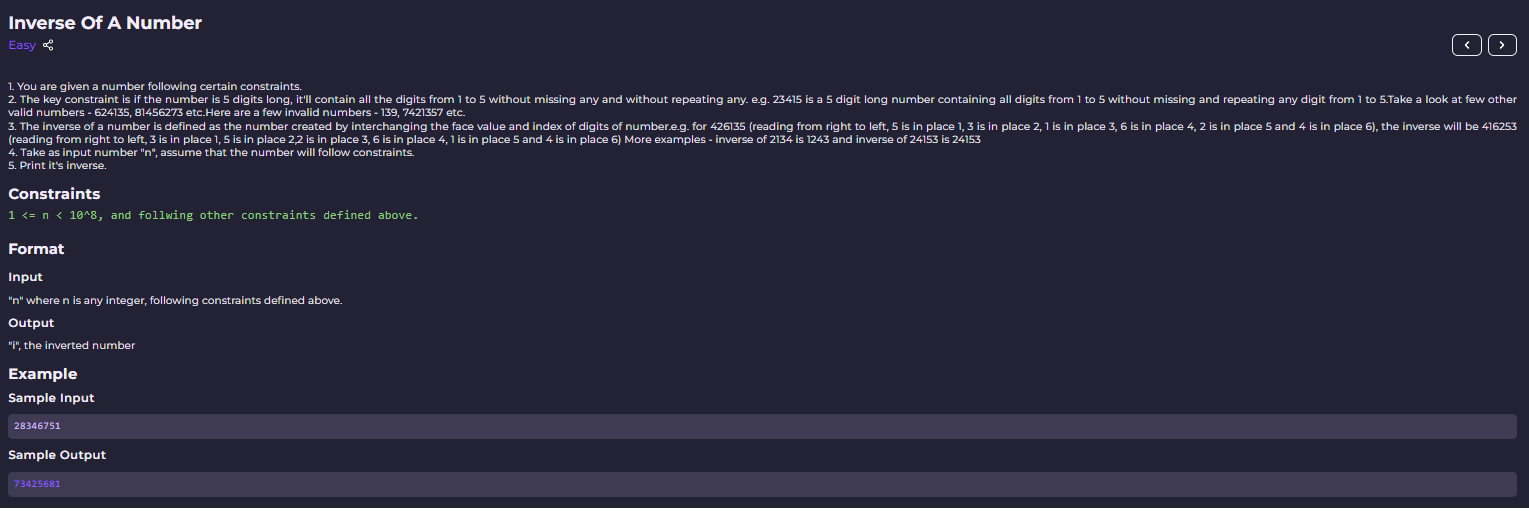 Inverse Of A Number
Easy
1. You are given a number following certain constraints.
2. The key constraint is if the number is 5 digits long, it'll contain all the digits from 1 to 5 without missing any and without repeating any. e.g. 23415 is a 5 digit long number containing all digits from 1 to 5 without missing and repeating any digit from 1 to 5.Take a look at few other
valid numbers - 624135, 81456273 etc.Here are a few invalid numbers - 139, 7421357 etc.
3. The inverse of a number is defined as the number created by interchanging the face value and index of digits of number.e.g. for 426135 (reading from right to left, 5 is in place 1, 3 is in place 2, 1 is in place 3, 6 is in place 4, 2 is in place 5 and 4 is in place 6), the inverse will be 416253
(reading from right to left, 3 is in place 1, 5 is in place 2,2 is in place 3, 6 is in place 4, 1 is in place 5 and 4 is in place 6) More examples - inverse of 2134 is 1243 and inverse of 24153 is 24153
4. Take as input number "n", assume that the number will follow constraints.
5. Print it's inverse.
Constraints
1 <= n < 10^8, and follwing other constraints defined above.
Format
Input
"n" where n is any integer, following constraints defined above.
Output
"i", the inverted number
Example
Sample Input
28346751
Sample Output
73425681